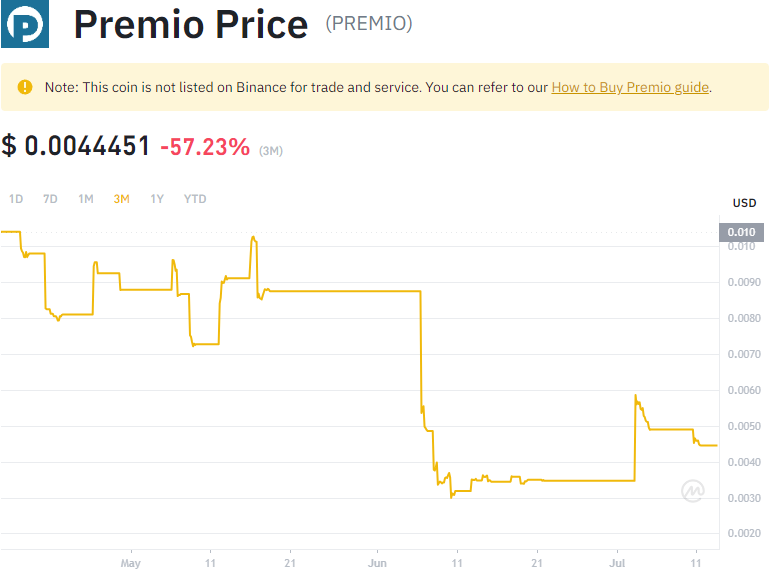 Premio Price (PREMIO)
Note: This coin is not listed on Binance for trade and service. You can refer to our How to Buy Premio guide.
$ 0.0044451 -57.23% (3M)
1D 7D 1M 3M 1Y YTD
USD
0.010
0.010
0.0090
0.0080
0.0070
0.0060
0.0050
0.0040
0.0030
0.0020
May 11 21 Jun 11 21 Jul 11